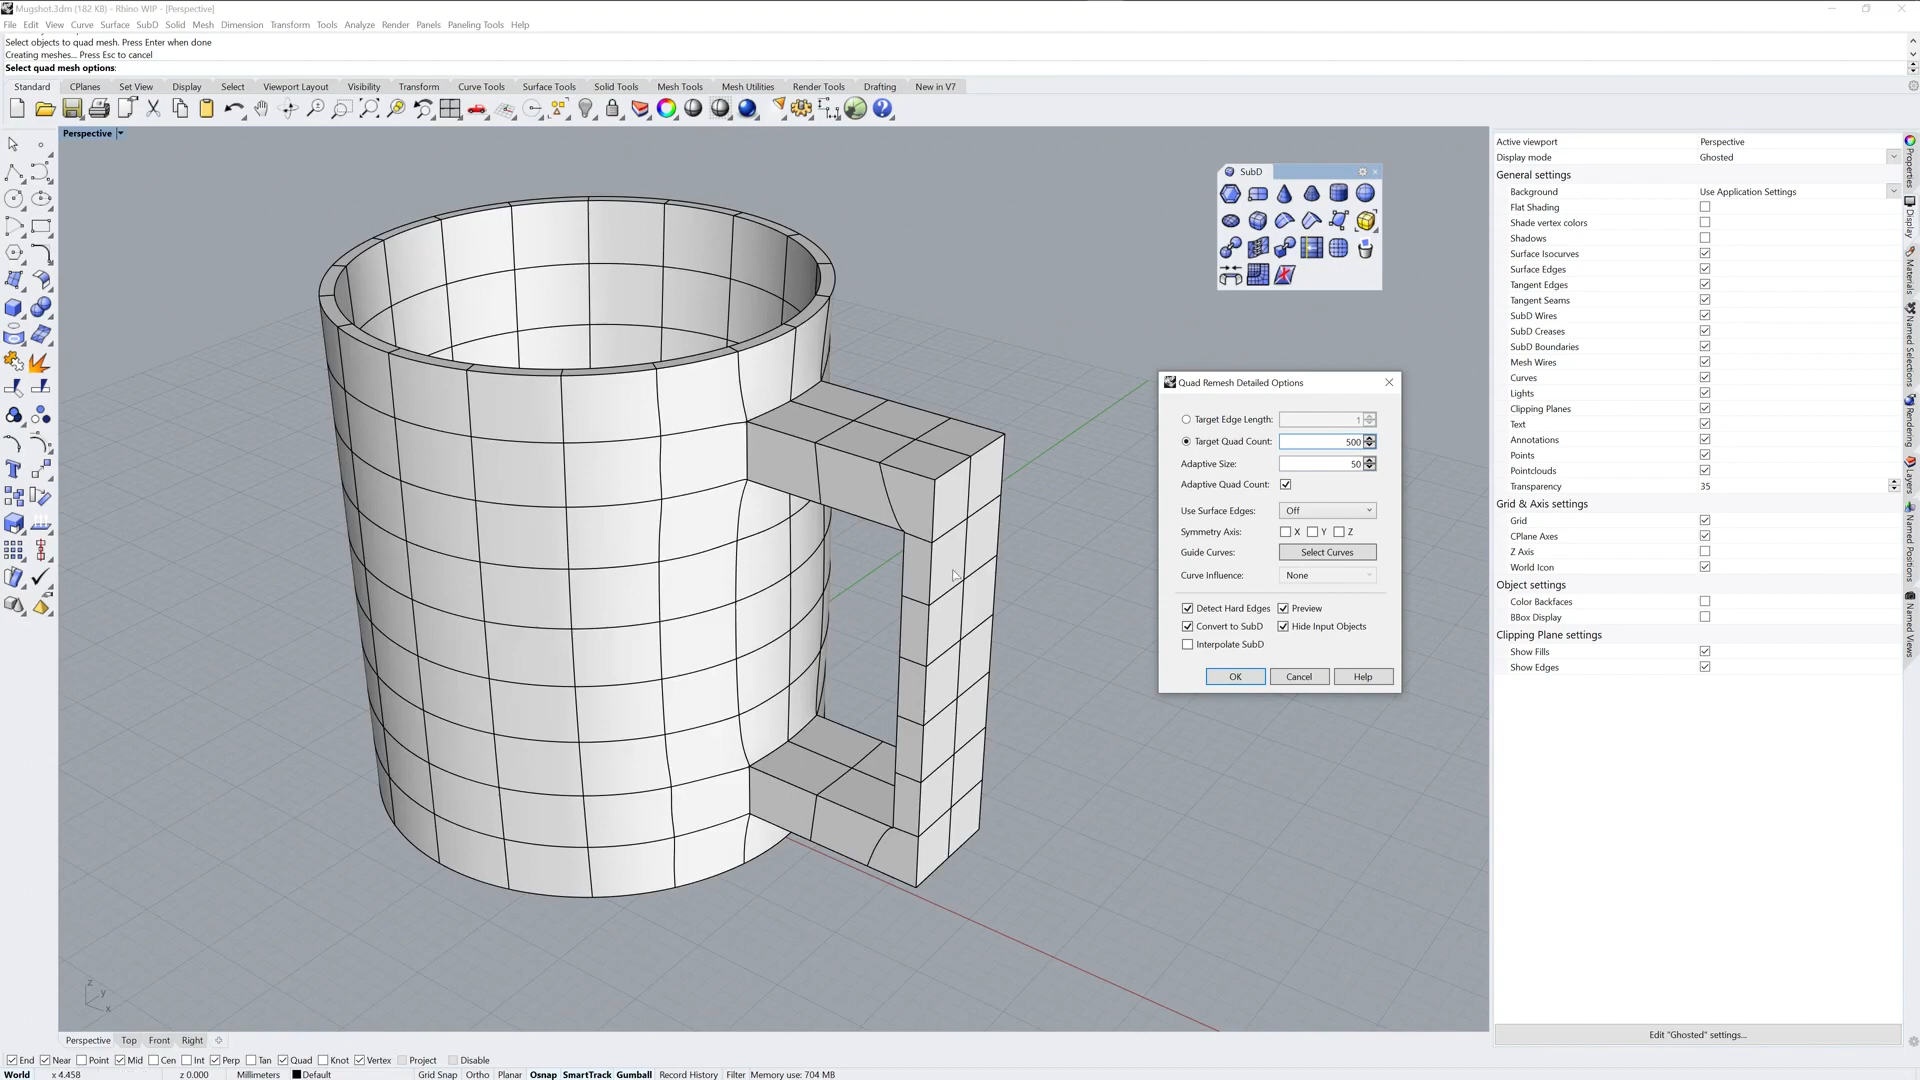 Mugshot.3dm (182 KB) - Rhino WIP - [Perspective]
File Edit View Curve Surface SubD Solid Mesh Dimension Transform Tools Analyze Render Panels Paneling Tools Help
Select objects to quad mesh. Press Enter when done
Creating meshes... Press Esc to cancel
Select quad mesh options:
Standard CPlanes Set View Display Select Viewport Layout Visibility Transform Curve Tools Surface Tools Solid Tools Mesh Tools Mesh Utilities Render Tools Drafting New in V7
Perspective
SubD
Quad Remesh Detailed Options
Target Edge Length: 1
Target Quad Count: 500
Adaptive Size: 50
Adaptive Quad Count:
Use Surface Edges: Off
Symmetry Axis: X Y Z
Guide Curves: Select Curves
Curve Influence: None
Detect Hard Edges Preview
Convert to SubD Hide Input Objects
Interpolate SubD
OK Cancel Help
Active viewport Perspective
Display mode Ghosted
General settings
Background Use Application Settings
Flat Shading
Shade vertex colors
Shadows
Surface Isocurves
Surface Edges
Tangent Edges
Tangent Seams
SubD Wires
SubD Creases
SubD Boundaries
Mesh Wires
Curves
Lights
Clipping Planes
Text
Annotations
Points
Pointclouds
Transparency 35
Grid & Axis settings
Grid
CPlane Axes
Z Axis
World Icon
Object settings
Color Backfaces
BBox Display
Clipping Plane settings
Show Fills
Show Edges
Edit "Ghosted" settings...
Properties
Display
Materials
Named Selections
Rendering
Layers
Named Positions
Named Views
z
y
x
Perspective Top Front Right
End Near Point Mid Cen Int Perp Tan Quad Knot Vertex Project Disable
World x 4.458 z 0.000 Millimeters Default Grid Snap Ortho Planar Osnap SmartTrack Gumball Record History Filter Memory use: 704 MB